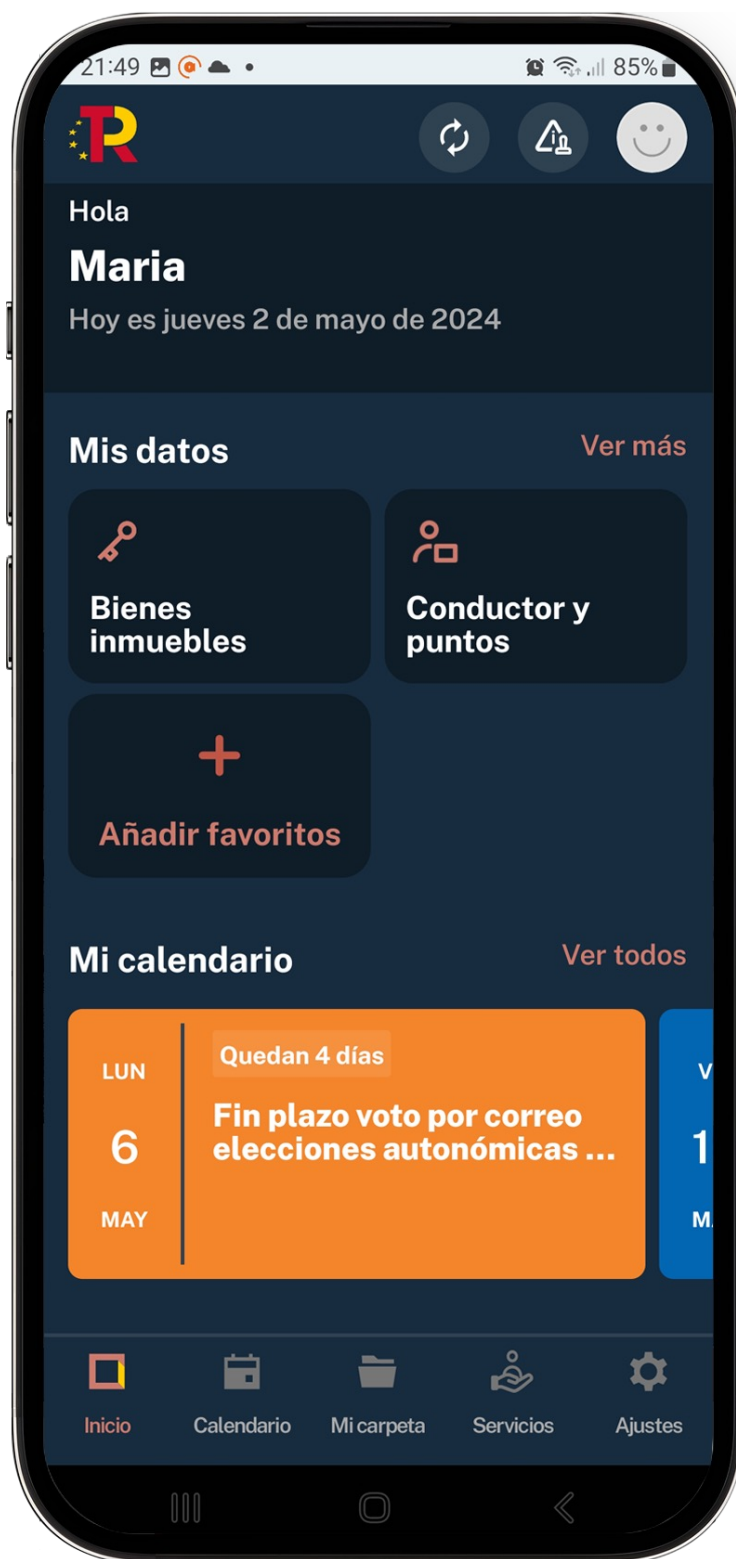 21:49
85%
TR
Hola
Maria
Hoy es jueves 2 de mayo de 2024
Mis datos
Ver más
Bienes
inmuebles
Conductor y
puntos
Añadir favoritos
Mi calendario
Ver todos
LUN
6
MAY
Quedan 4 días
Fin plazo voto por correo
elecciones autonómicas ...
Inicio
Calendario
Mi carpeta
Servicios
Ajustes